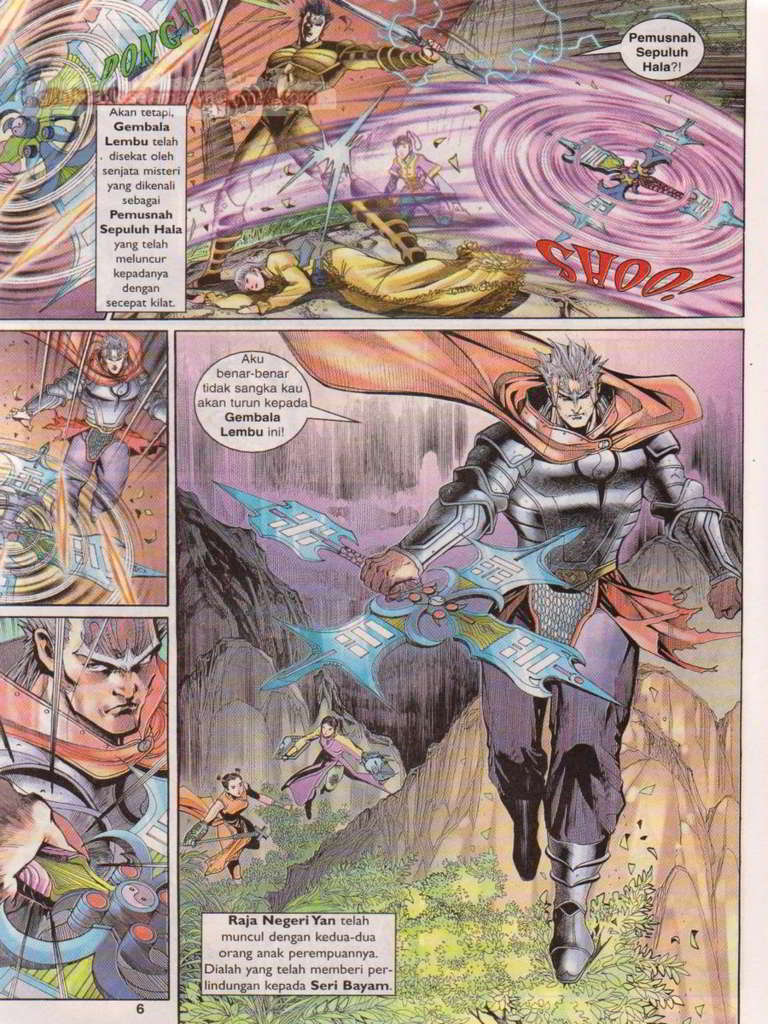 PONG!
Pemusnah
Sepuluh
Hala?!
Akan tetapi,
Gembala
Lembu telah
disekat oleh
senjata misteri
yang dikenali
sebagai
Pemusnah
Sepuluh Hala
yang telah
meluncur
kepadanya
dengan
secepat kilat.
SHOO!
Aku
benar-benar
tidak sangka kau
akan turun kepada
Gembala
Lembu ini!
Raja Negeri Yan telah
muncul dengan kedua-dua
orang anak perempuannya.
Dialah yang telah memberi per-
lindungan kepada Seri Bayam.
6